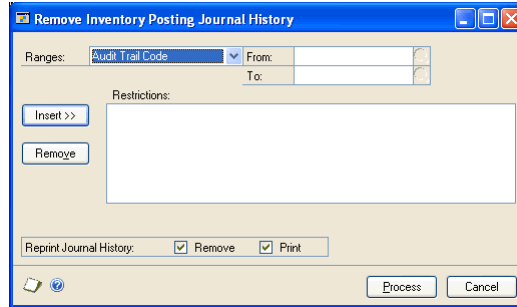 Remove Inventory Posting Journal History
Ranges: Audit Trail Code From:
To:
Restrictions:
Insert >>
Remove
Reprint Journal History: Remove Print
Process Cancel